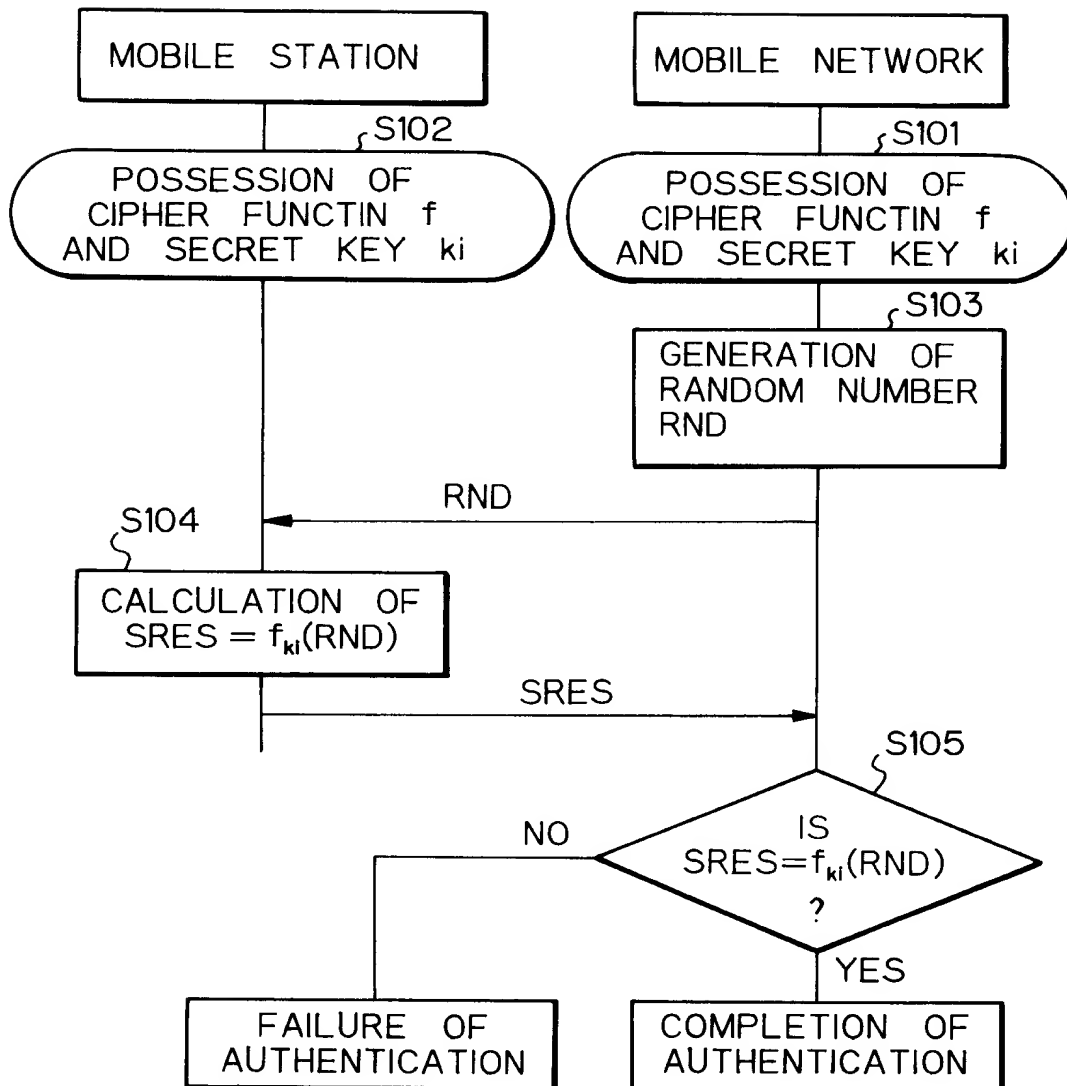 MOBILE STATION
MOBILE NETWORK
S102
S101
POSSESSION OF
CIPHER FUNCTIN f
AND SECRET KEY ki
POSSESSION OF
CIPHER FUNCTIN f
AND SECRET KEY ki
S103
GENERATION OF
RANDOM NUMBER
RND
RND
S104
CALCULATION OF
SRES = fki(RND)
SRES
S105
NO
IS
SRES=fki(RND)
?
YES
FAILURE OF
AUTHENTICATION
COMPLETION OF
AUTHENTICATION